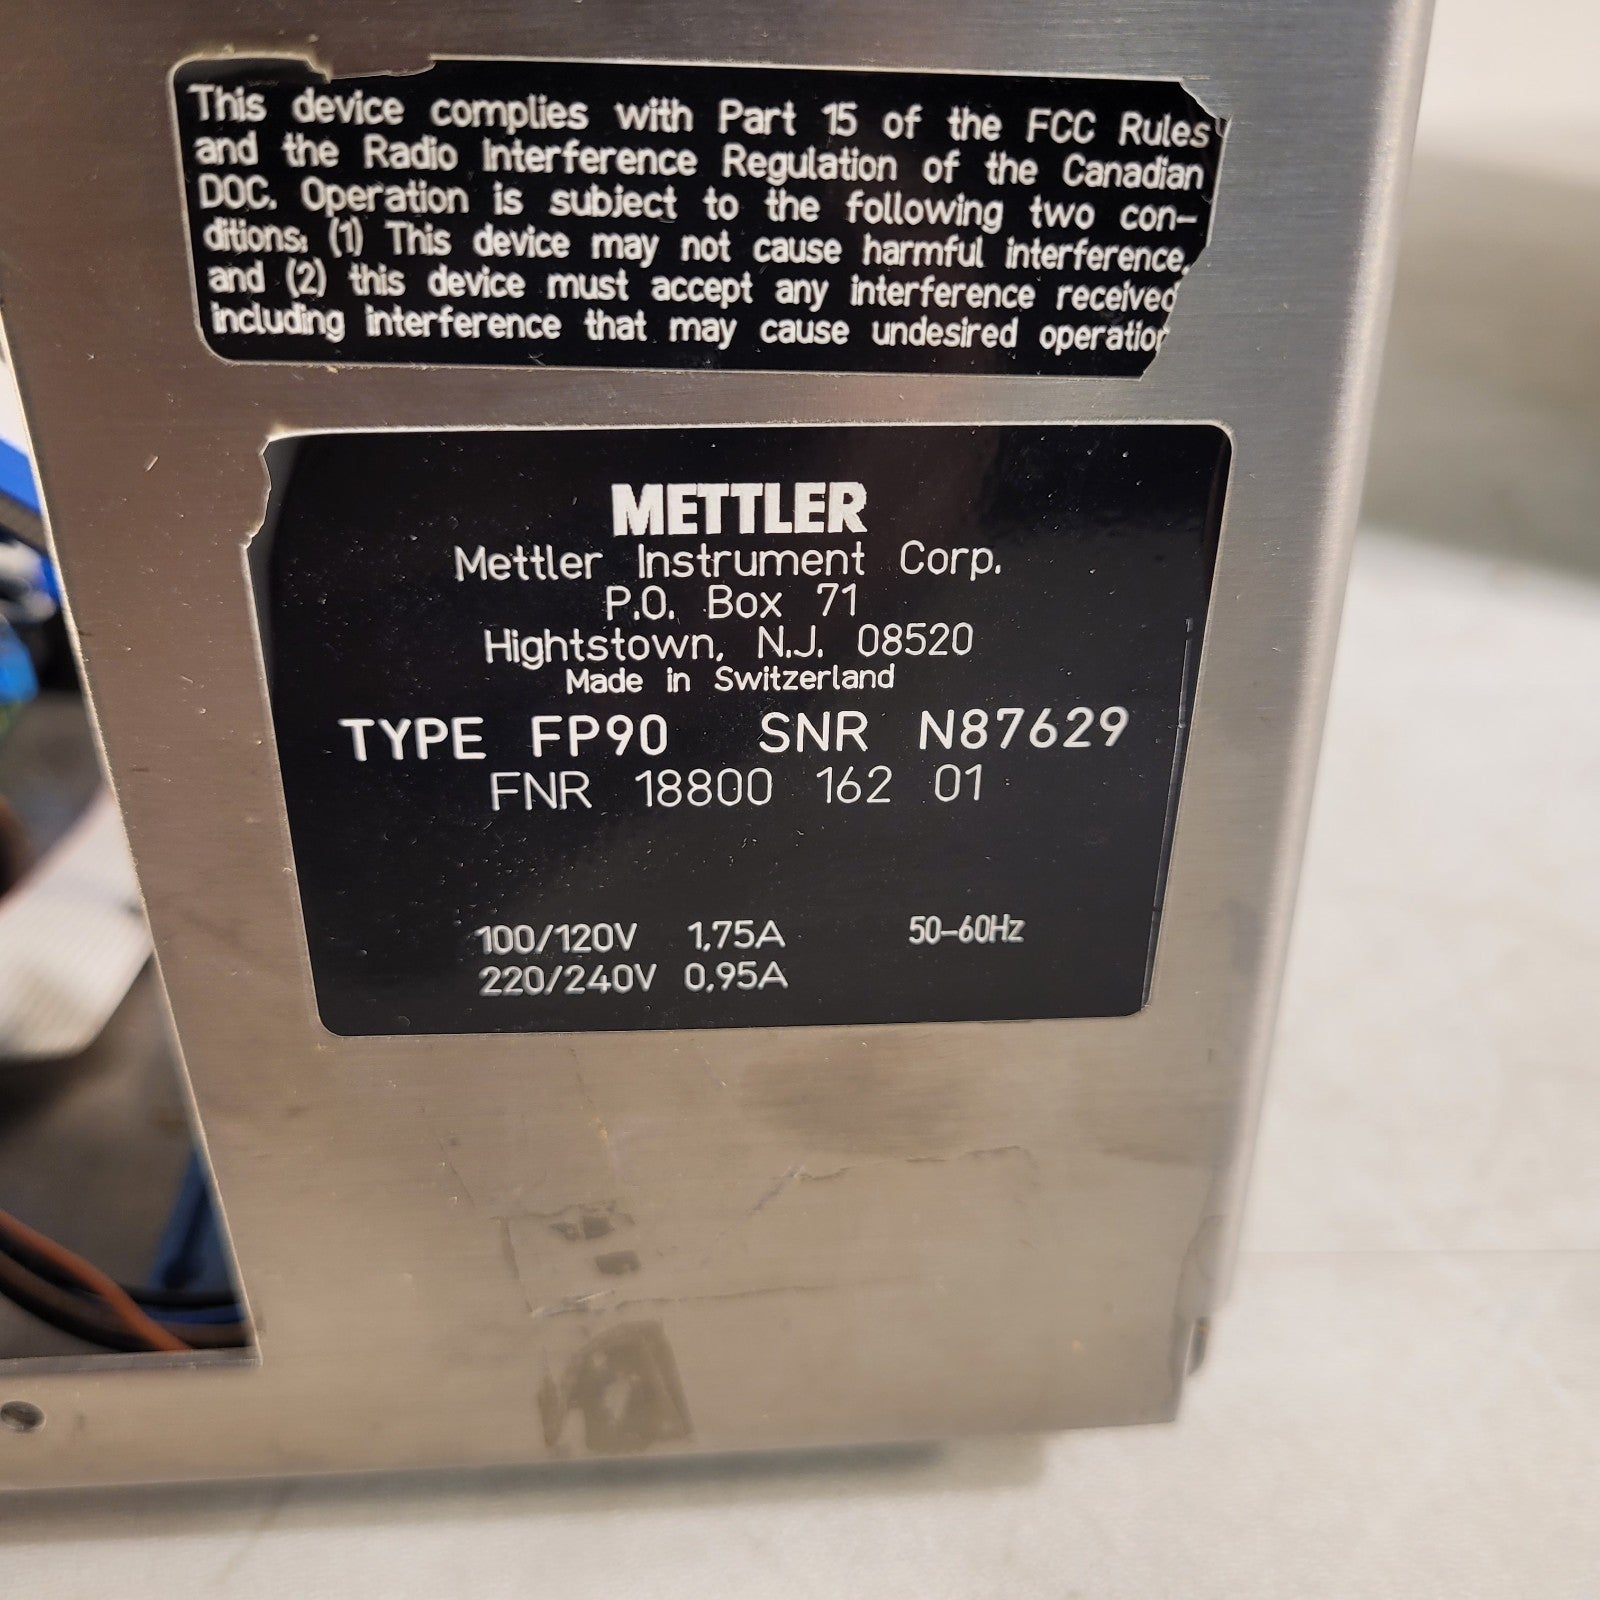 This device complies with Part 15 of the FCC Rules
and the Radio Interference Regulation of the Canadian
DOC. Operation is subject to the following two con-
ditions: (1) This device may not cause harmful interference,
and (2) this device must accept any interference received
including interference that may cause undesired operation
METTLER
Mettler Instrument Corp.
P.O. Box 71
Hightstown, N.J. 08520
Made in Switzerland
TYPE FP90 SNR N87629
FNR 18800 162 01
100/120V 1,75A 50-60Hz
220/240V 0,95A